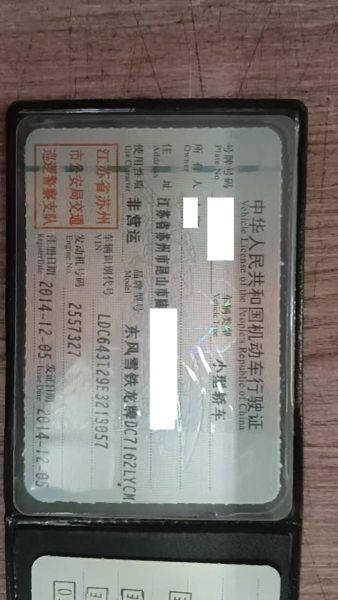 中华人民共和国机动车行驶证
Vehicle License of the People's Republic of China
号牌号码 车辆类型 小型轿车
Plate No. Vehicle Type
所有人
Owner
住址 江苏省苏州市昆山市陆
Address
使用性质 非营运 品牌型号 东风雪铁龙牌DC7162LYCM
Use Character Model
江苏省苏州
市公安局交通
巡逻警察支队
车辆识别代号 LDC643T29E3213057
VIN
发动机号码 2557327
Engine No.
注册日期 2014-12-05 发证日期 2014-12-05
Register Date Issue Date